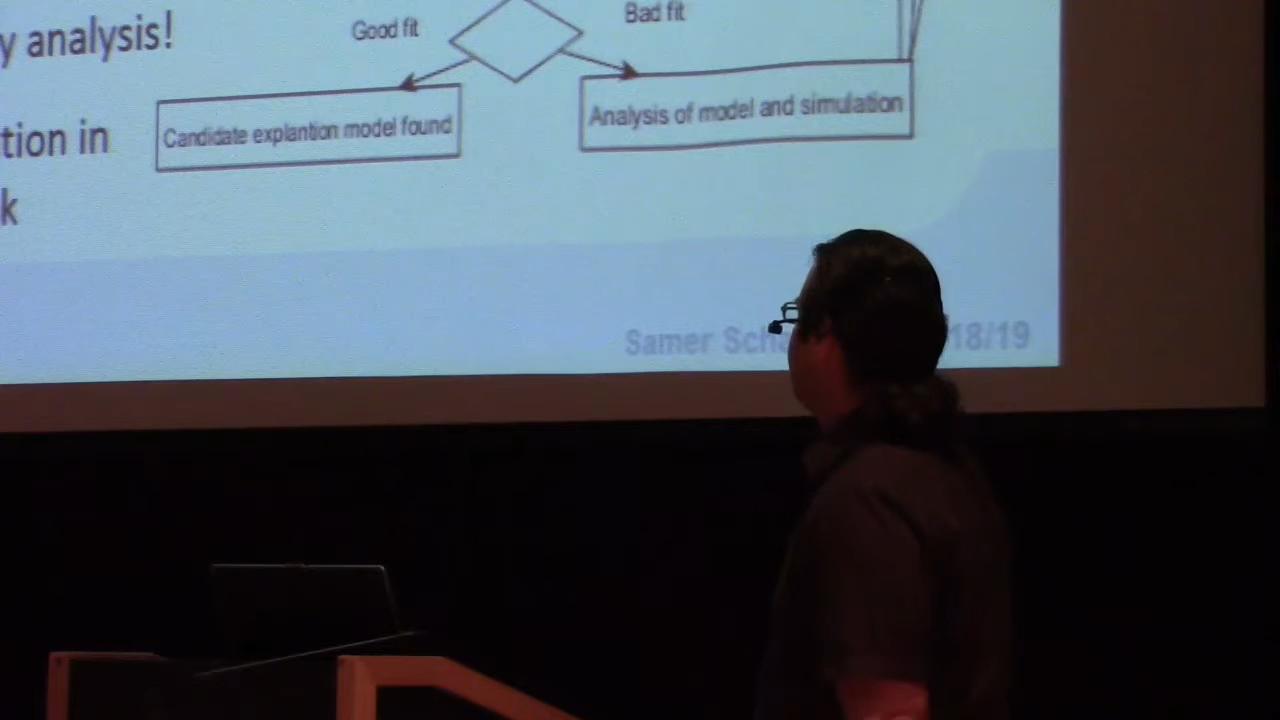 y analysis!
tion in
k
Good fit
Bad fit
Candidate explantion model found
Analysis of model and simulation
Samer Sch
18/19